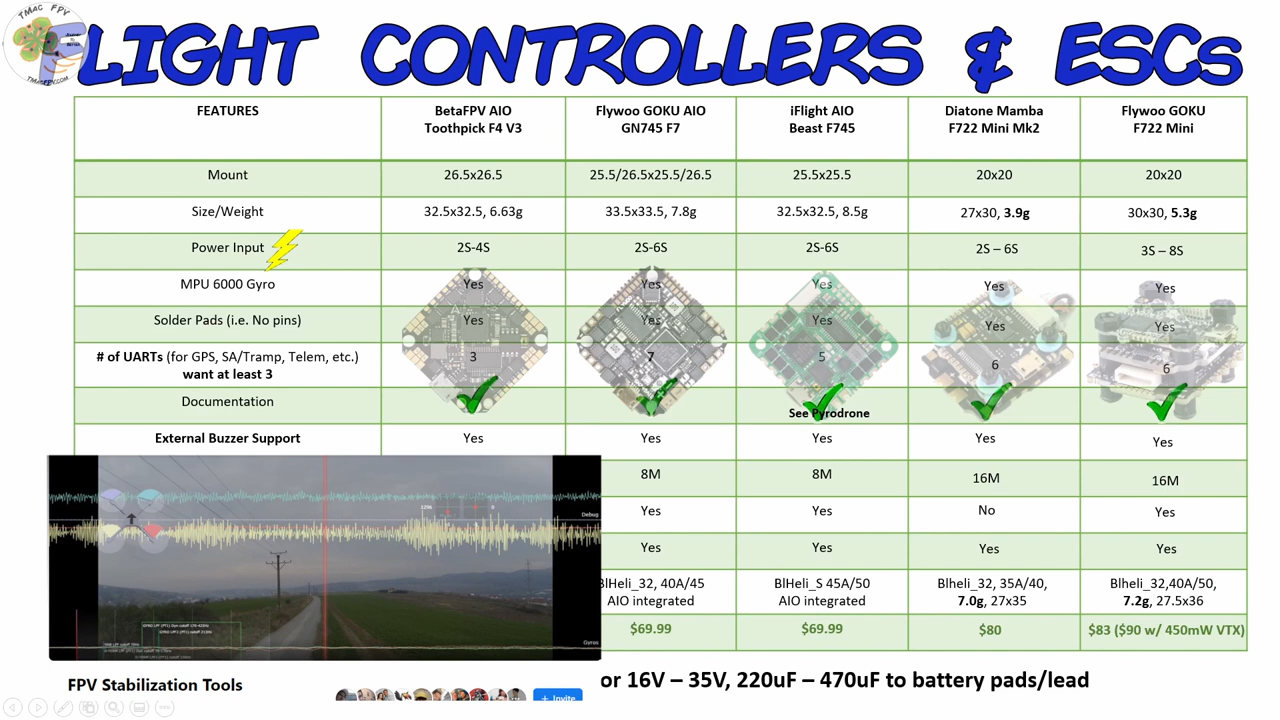 TMAC FPV
TMACFPV.COM
FLIGHT CONTROLLERS & ESCs
FEATURES
BetaFPV AIO
Toothpick F4 V3
Flywoo GOKU AIO
GN745 F7
iFlight AIO
Beast F745
Diatone Mamba
F722 Mini Mk2
Flywoo GOKU
F722 Mini
Mount
26.5x26.5
25.5/26.5x25.5/26.5
25.5x25.5
20x20
20x20
Size/Weight
32.5x32.5, 6.63g
33.5x33.5, 7.8g
32.5x32.5, 8.5g
27x30, 3.9g
30x30, 5.3g
Power Input
2S-4S
2S-6S
2S-6S
2S – 6S
3S – 8S
MPU 6000 Gyro
Yes
Yes
Yes
Yes
Yes
Solder Pads (i.e. No pins)
Yes
Yes
Yes
Yes
Yes
# of UARTs (for GPS, SA/Tramp, Telem, etc.)
want at least 3
3
7
5
6
6
Documentation
See Pyrodrone
External Buzzer Support
Yes
Yes
Yes
Yes
Yes
8M
8M
16M
16M
Yes
Yes
No
Yes
Yes
Yes
Yes
Yes
BlHeli_32, 40A/45
AIO integrated
BlHeli_S 45A/50
AIO integrated
Blheli_32, 35A/40,
7.0g, 27x35
Blheli_32,40A/50,
7.2g, 27.5x36
$69.99
$69.99
$80
$83 ($90 w/ 450mW VTX)
Debug
Gyros
FPV Stabilization Tools
+ Invite
or 16V – 35V, 220uF – 470uF to battery pads/lead